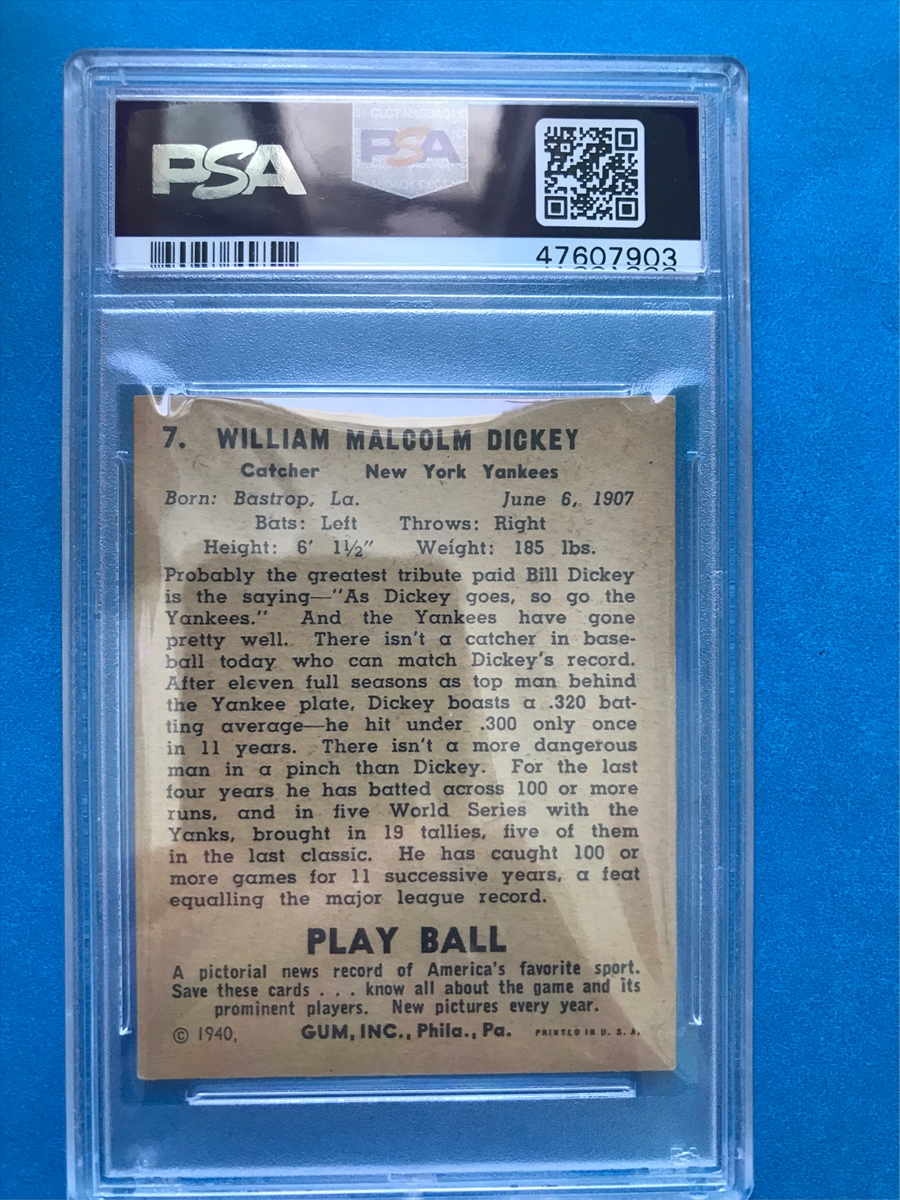 PSA
PSA
47607903
7. WILLIAM MALCOLM DICKEY
Catcher New York Yankees
Born: Bastrop, La. June 6, 1907
Bats: Left Throws: Right
Height: 6' 1½" Weight: 185 lbs.
Probably the greatest tribute paid Bill Dickey
is the saying—"As Dickey goes, so go the
Yankees." And the Yankees have gone
pretty well. There isn't a catcher in base-
ball today who can match Dickey's record.
After eleven full seasons as top man behind
the Yankee plate, Dickey boasts a .320 bat-
ting average—he hit under .300 only once
in 11 years. There isn't a more dangerous
man in a pinch than Dickey. For the last
four years he has batted across 100 or more
runs, and in five World Series with the
Yanks, brought in 19 tallies, five of them
in the last classic. He has caught 100 or
more games for 11 successive years, a feat
equalling the major league record.
PLAY BALL
A pictorial news record of America's favorite sport.
Save these cards . . . know all about the game and its
prominent players. New pictures every year.
© 1940, GUM, INC., Phila., Pa. PRINTED IN U. S. A.